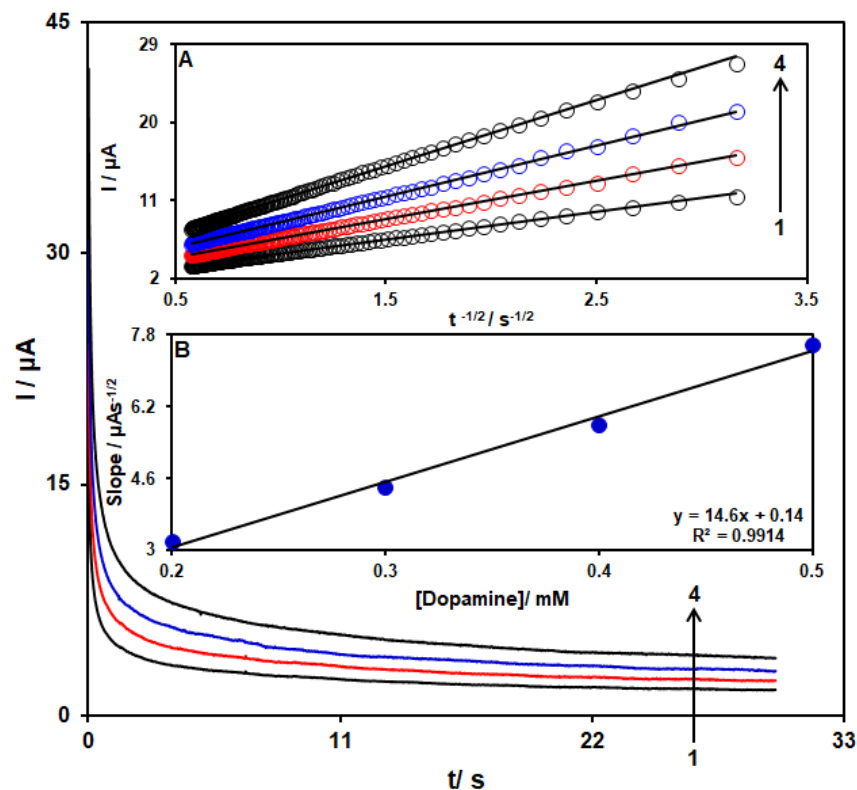 45
30
15
0
I / µA
A
29
20
11
2
I / µA
4
1
0.5
1.5
2.5
3.5
t -1/2 / s-1/2
B
7.8
6.2
4.6
3
Slope / µAs-1/2
y = 14.6x + 0.14
R² = 0.9914
0.2
0.3
0.4
0.5
[Dopamine]/ mM
4
1
0
11
22
33
t/ s